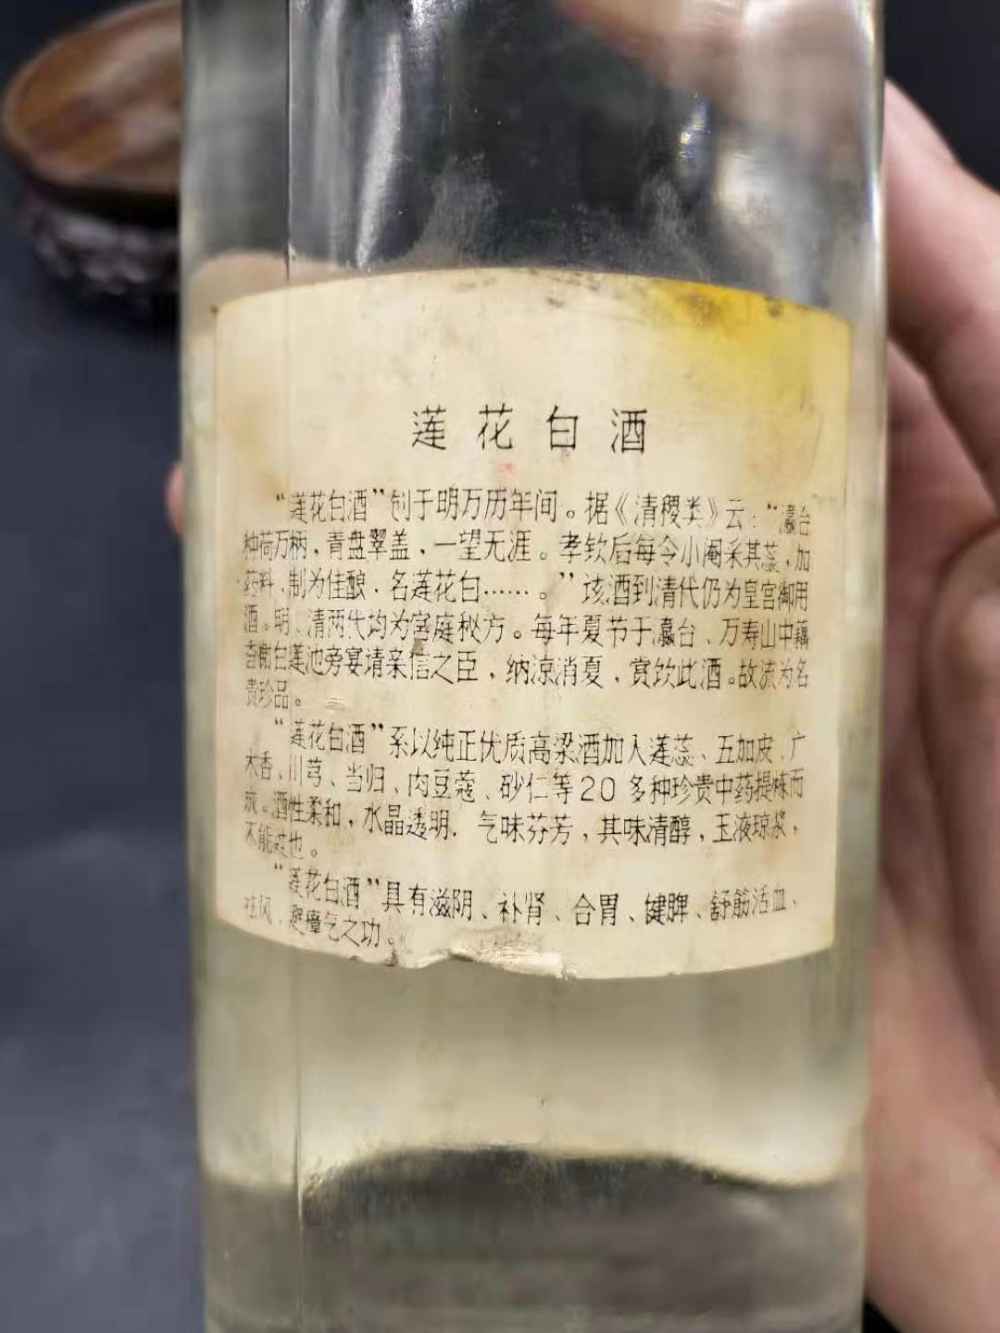 莲花白酒
“莲花白酒”创于明万历年间。据《清稷类》云：“瀛台
种荷万柄，青盘翠盖，一望无涯。孝钦后每令小阉采其蕊，加
药料，制为佳酿，名莲花白……。”该酒到清代仍为皇宫御用
酒。明、清两代均为宫庭秘方。每年夏节于瀛台、万寿山中藕
香榭白莲池旁宴请亲信之臣，纳凉消夏，赏饮此酒。故流为名
贵珍品。
“莲花白酒”系以纯正优质高梁酒加入莲蕊、五加皮、广
木香、川芎、当归、肉豆蔻、砂仁等20多种珍贵中药提炼而
成。酒性柔和，水晶透明．气味芬芳，其味清醇，玉液琼浆，
不能过也。
“莲花白酒”具有滋阴、补肾、合胃、健脾、舒筋活血、
祛风、避瘴气之功。